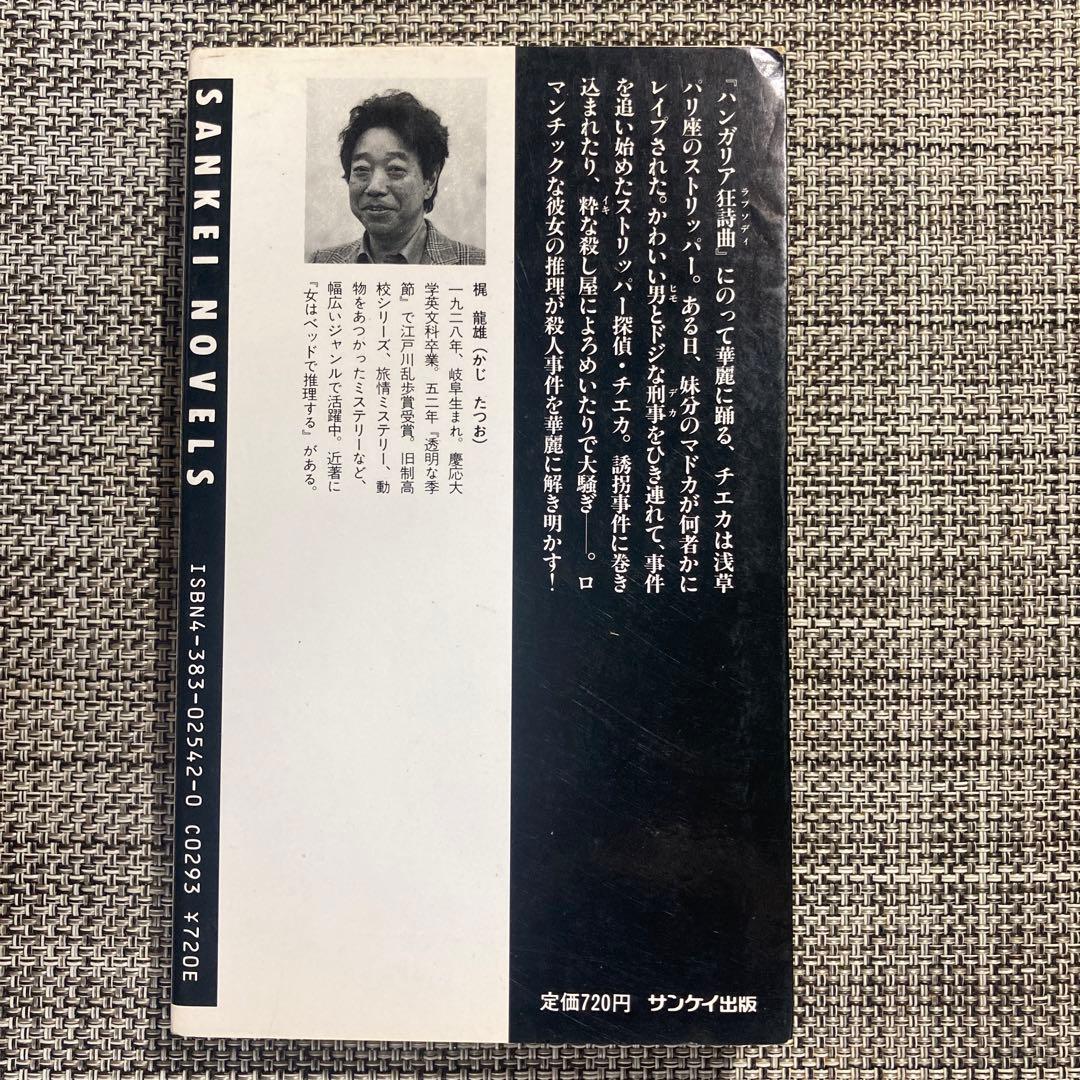 『ハンガリア狂詩曲』にのって華麗に踊る、チエカは浅草
ラプソディ
パリ座のストリッパー。ある日、妹分のマドカが何者かに
レイプされた。かわいい男とドジな刑事をひき連れて、事件
ヒモ
デカ
を追い始めたストリッパー探偵・チエカ。誘拐事件に巻き
込まれたり、粋な殺し屋によろめいたりで大騒ぎ――。ロ
イキ
マンチックな彼女の推理が殺人事件を華麗に解き明かす!
定価720円 サンケイ出版
梶 龍雄(かじ たつお)
一九二八年、岐阜生まれ。慶応大
学英文科卒業。五二年『透明な季
節』で江戸川乱歩賞受賞。旧制高
校シリーズ、旅情ミステリー、動
物をあつかったミステリーなど、
幅広いジャンルで活躍中。近著に
『女はベッドで推理する』がある。
SANKEI NOVELS
ISBN4-383-02542-0 C0293 ¥720E